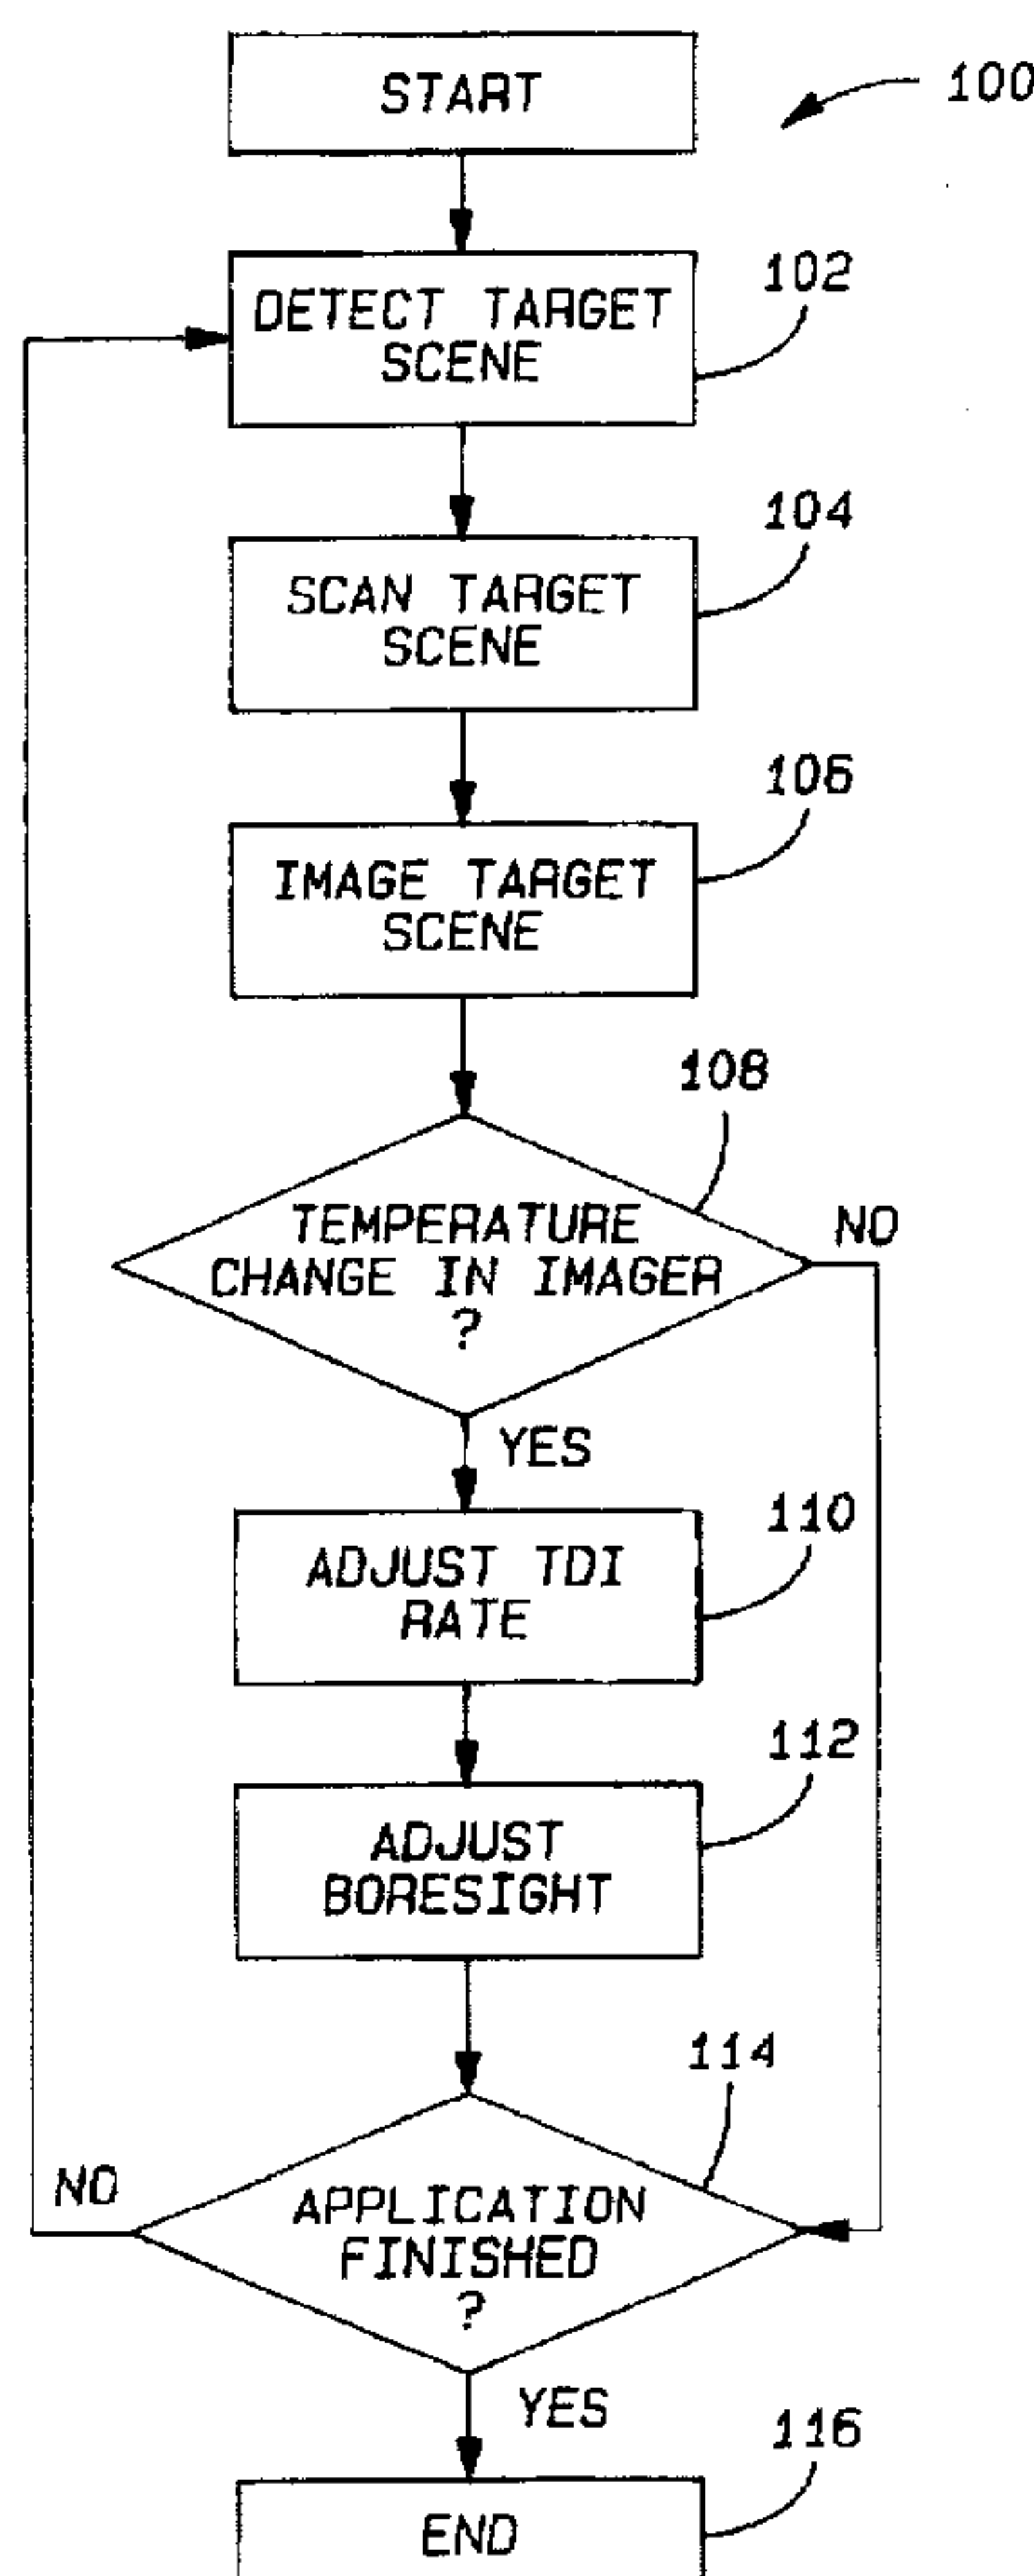 START
100
102
DETECT TARGET
SCENE
104
SCAN TARGET
SCENE
106
IMAGE TARGET
SCENE
108
TEMPERATURE
CHANGE IN IMAGER
?
NO
YES
110
ADJUST TDI
RATE
112
ADJUST
BORESIGHT
114
NO
APPLICATION
FINISHED
?
YES
116
END